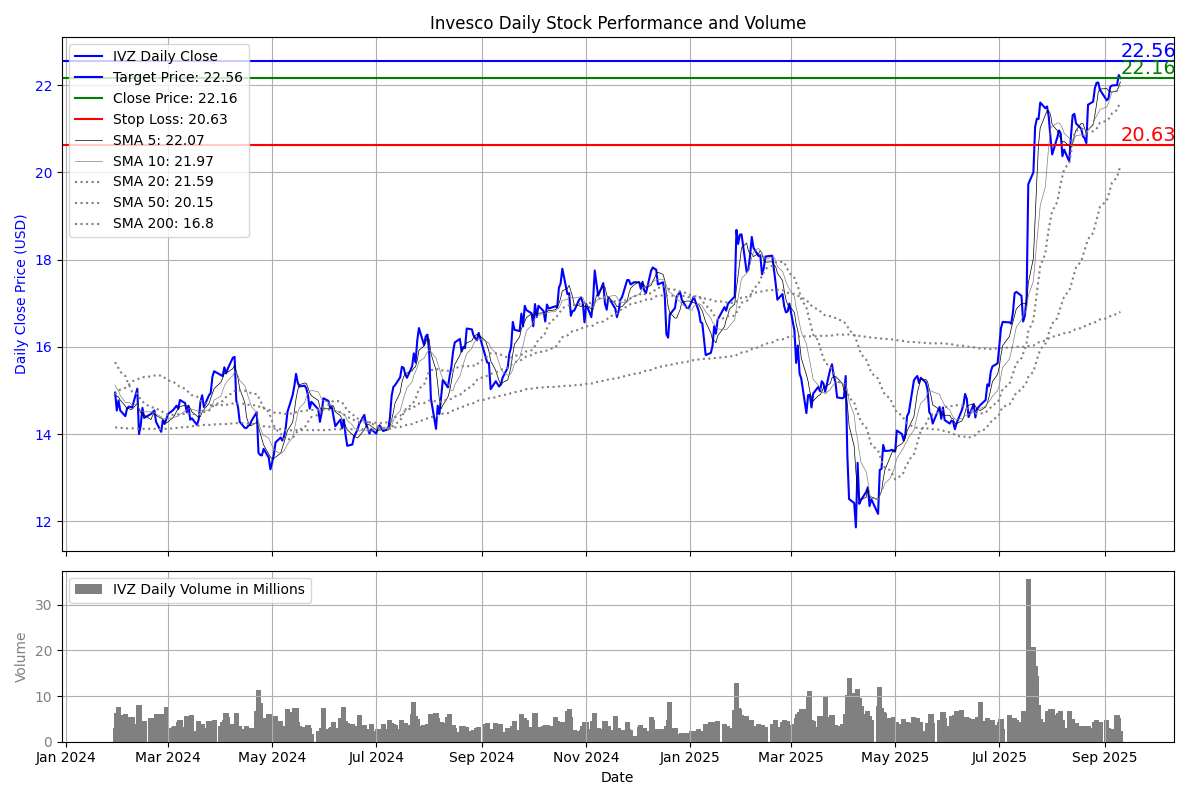 Invesco Daily Stock Performance and Volume
IVZ Daily Close
Target Price: 22.56
Close Price: 22.16
Stop Loss: 20.63
SMA 5: 22.07
SMA 10: 21.97
SMA 20: 21.59
SMA 50: 20.15
SMA 200: 16.8
22.56
22.16
20.63
Daily Close Price (USD)
22
20
18
16
14
12
IVZ Daily Volume in Millions
Volume
30
20
10
0
Jan 2024 Mar 2024 May 2024 Jul 2024 Sep 2024 Nov 2024 Jan 2025 Mar 2025 May 2025 Jul 2025 Sep 2025
Date